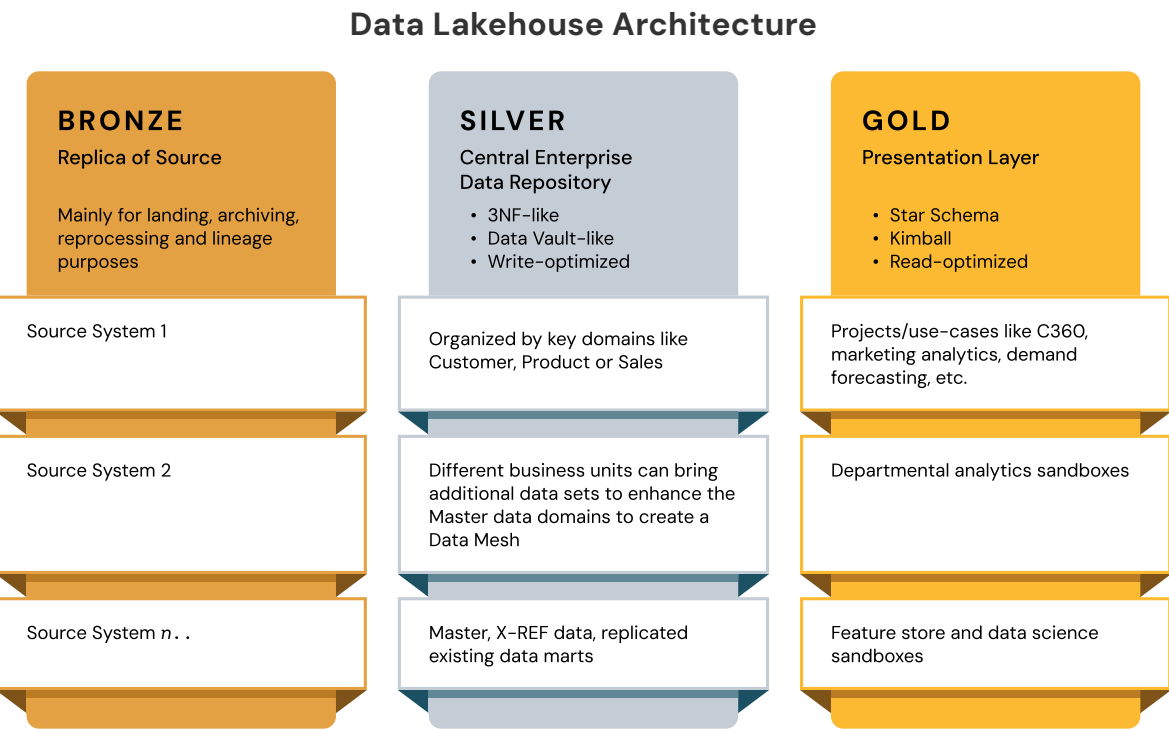 Data Lakehouse Architecture
BRONZE
Replica of Source
Mainly for landing, archiving,
reprocessing and lineage
purposes
Source System 1
Source System 2
Source System n. .
SILVER
Central Enterprise
Data Repository
• 3NF-like
• Data Vault-like
• Write-optimized
Organized by key domains like
Customer, Product or Sales
Different business units can bring
additional data sets to enhance the
Master data domains to create a
Data Mesh
Master, X-REF data, replicated
existing data marts
GOLD
Presentation Layer
• Star Schema
• Kimball
• Read-optimized
Projects/use-cases like C360,
marketing analytics, demand
forecasting, etc.
Departmental analytics sandboxes
Feature store and data science
sandboxes